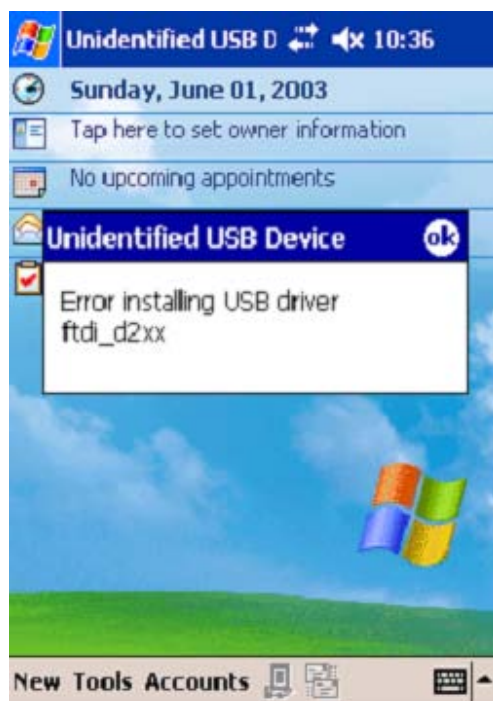 Unidentified USB D 10:36
Sunday, June 01, 2003
Tap here to set owner information
No upcoming appointments
Unidentified USB Device ok
Error installing USB driver
ftdi_d2xx
New Tools Accounts